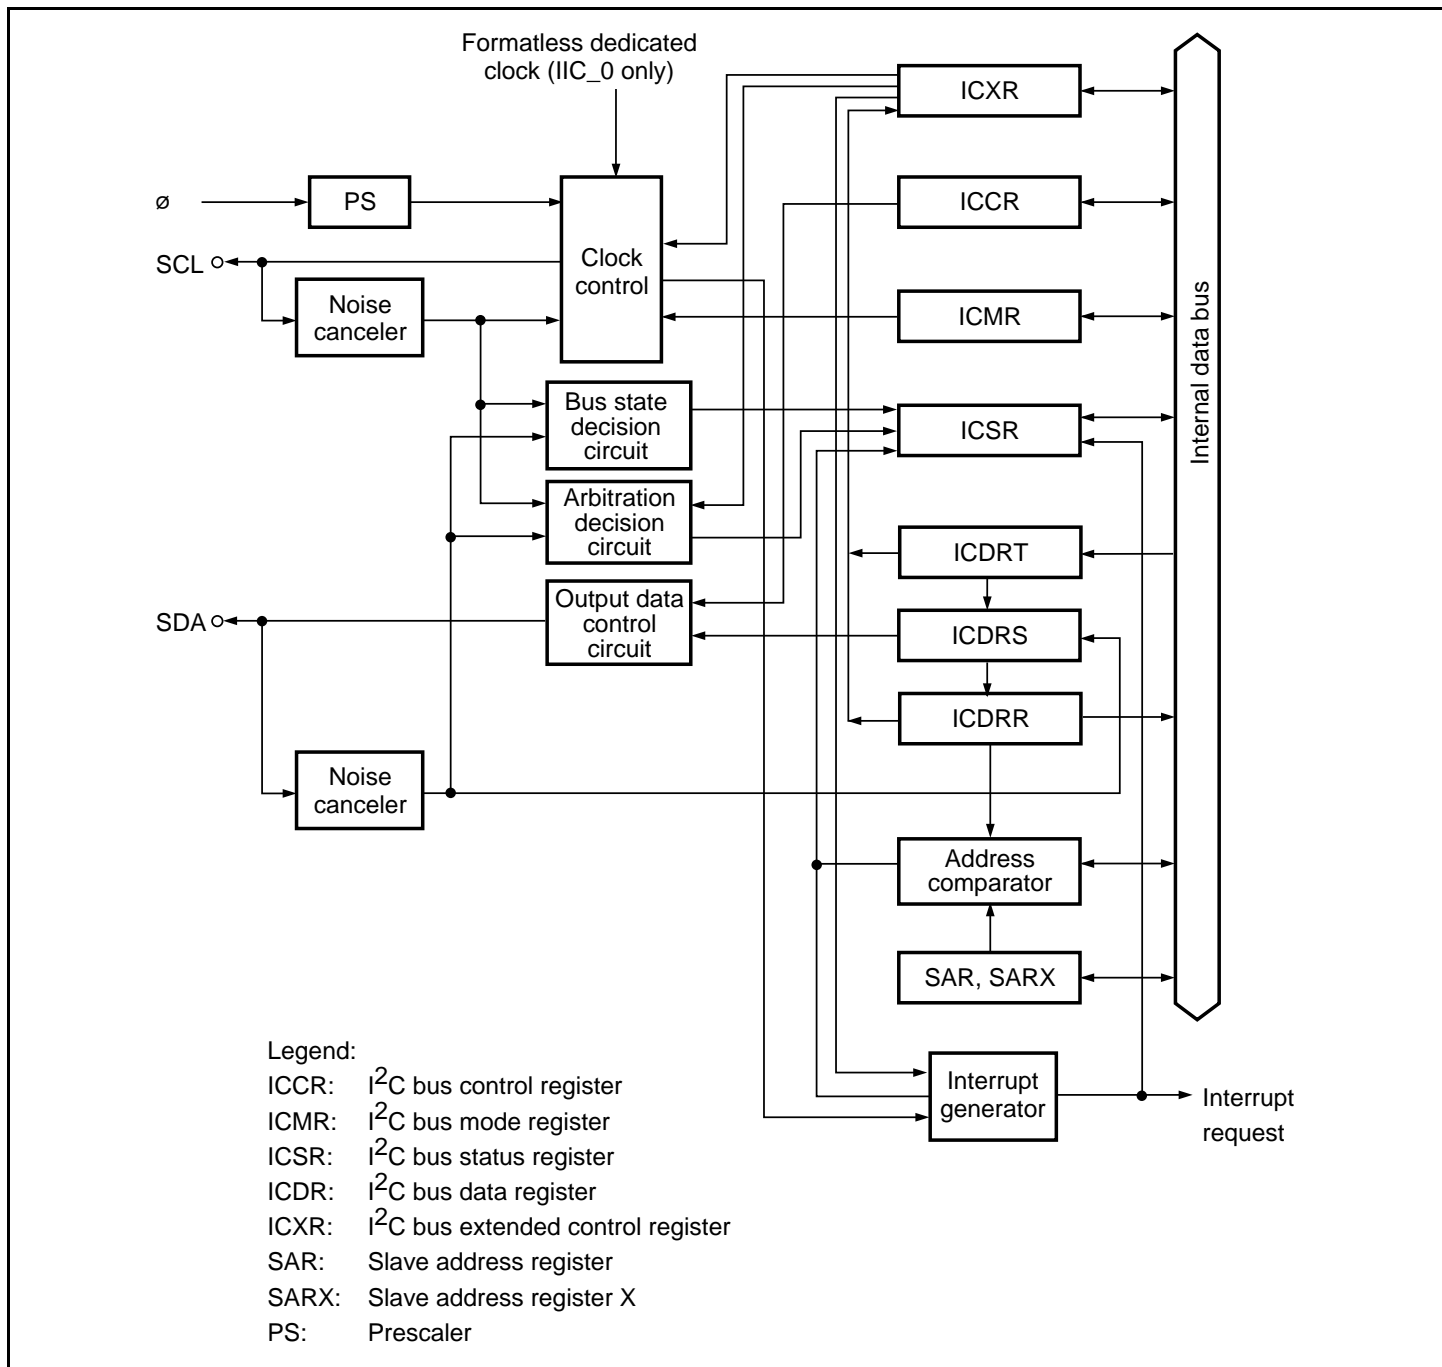 Formatless dedicated
clock (IIC_0 only)
ICXR
ø
PS
ICCR
SCL
Clock
control
Noise
canceler
ICMR
Internal data bus
Bus state
decision
circuit
ICSR
Arbitration
decision
circuit
ICDRT
SDA
Output data
control
circuit
ICDRS
ICDRR
Noise
canceler
Address
comparator
SAR, SARX
Interrupt
generator
Interrupt
request
Legend:
ICCR: I²C bus control register
ICMR: I²C bus mode register
ICSR: I²C bus status register
ICDR: I²C bus data register
ICXR: I²C bus extended control register
SAR: Slave address register
SARX: Slave address register X
PS: Prescaler